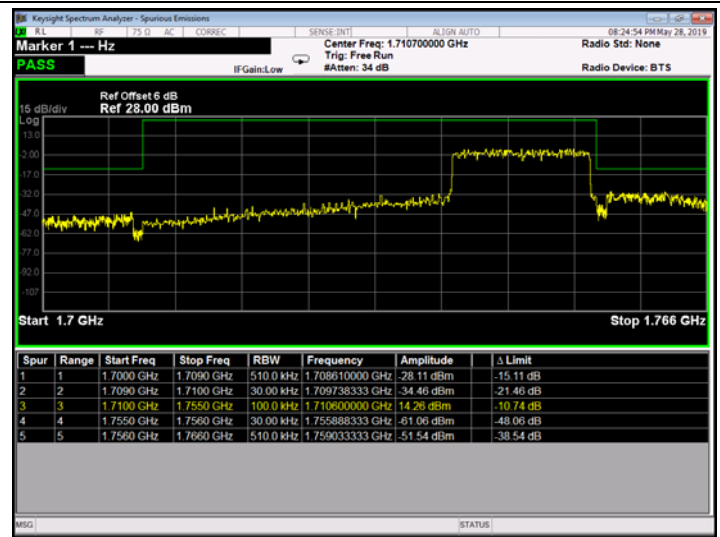 Keysight Spectrum Analyzer - Spurious Emissions
RL RF 75 Ω AC CORREC SENSE:INT ALIGN AUTO 08:24:54 PM May 28, 2019
Marker 1 --- Hz Center Freq: 1.710700000 GHz Radio Std: None
Trig: Free Run
PASS IFGain:Low #Atten: 34 dB Radio Device: BTS
Ref Offset 6 dB
15 dB/div Ref 28.00 dBm
Log
13.0
-2.00
-17.0
-32.0
-47.0
-62.0
-77.0
-92.0
-107
Start 1.7 GHz Stop 1.766 GHz
Spur Range Start Freq Stop Freq RBW Frequency Amplitude Δ Limit
1 1 1.7000 GHz 1.7090 GHz 510.0 kHz 1.708610000 GHz -28.11 dBm -15.11 dB
2 2 1.7090 GHz 1.7100 GHz 30.00 kHz 1.709738333 GHz -34.46 dBm -21.46 dB
3 3 1.7100 GHz 1.7550 GHz 100.0 kHz 1.710600000 GHz 14.26 dBm -10.74 dB
4 4 1.7550 GHz 1.7560 GHz 30.00 kHz 1.755888333 GHz -61.06 dBm -48.06 dB
5 5 1.7560 GHz 1.7660 GHz 510.0 kHz 1.759033333 GHz -51.54 dBm -38.54 dB
MSG STATUS